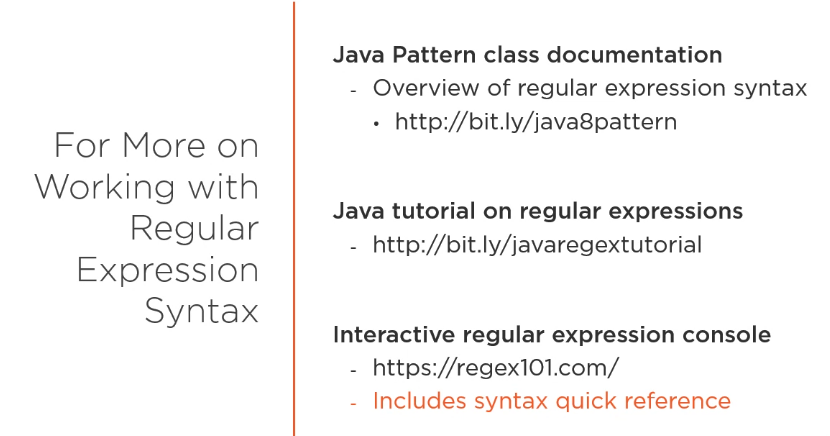 For More on
Working with
Regular
Expression
Syntax
Java Pattern class documentation
- Overview of regular expression syntax
• http://bit.ly/java8pattern
Java tutorial on regular expressions
- http://bit.ly/javaregextutorial
Interactive regular expression console
- https://regex101.com/
- Includes syntax quick reference